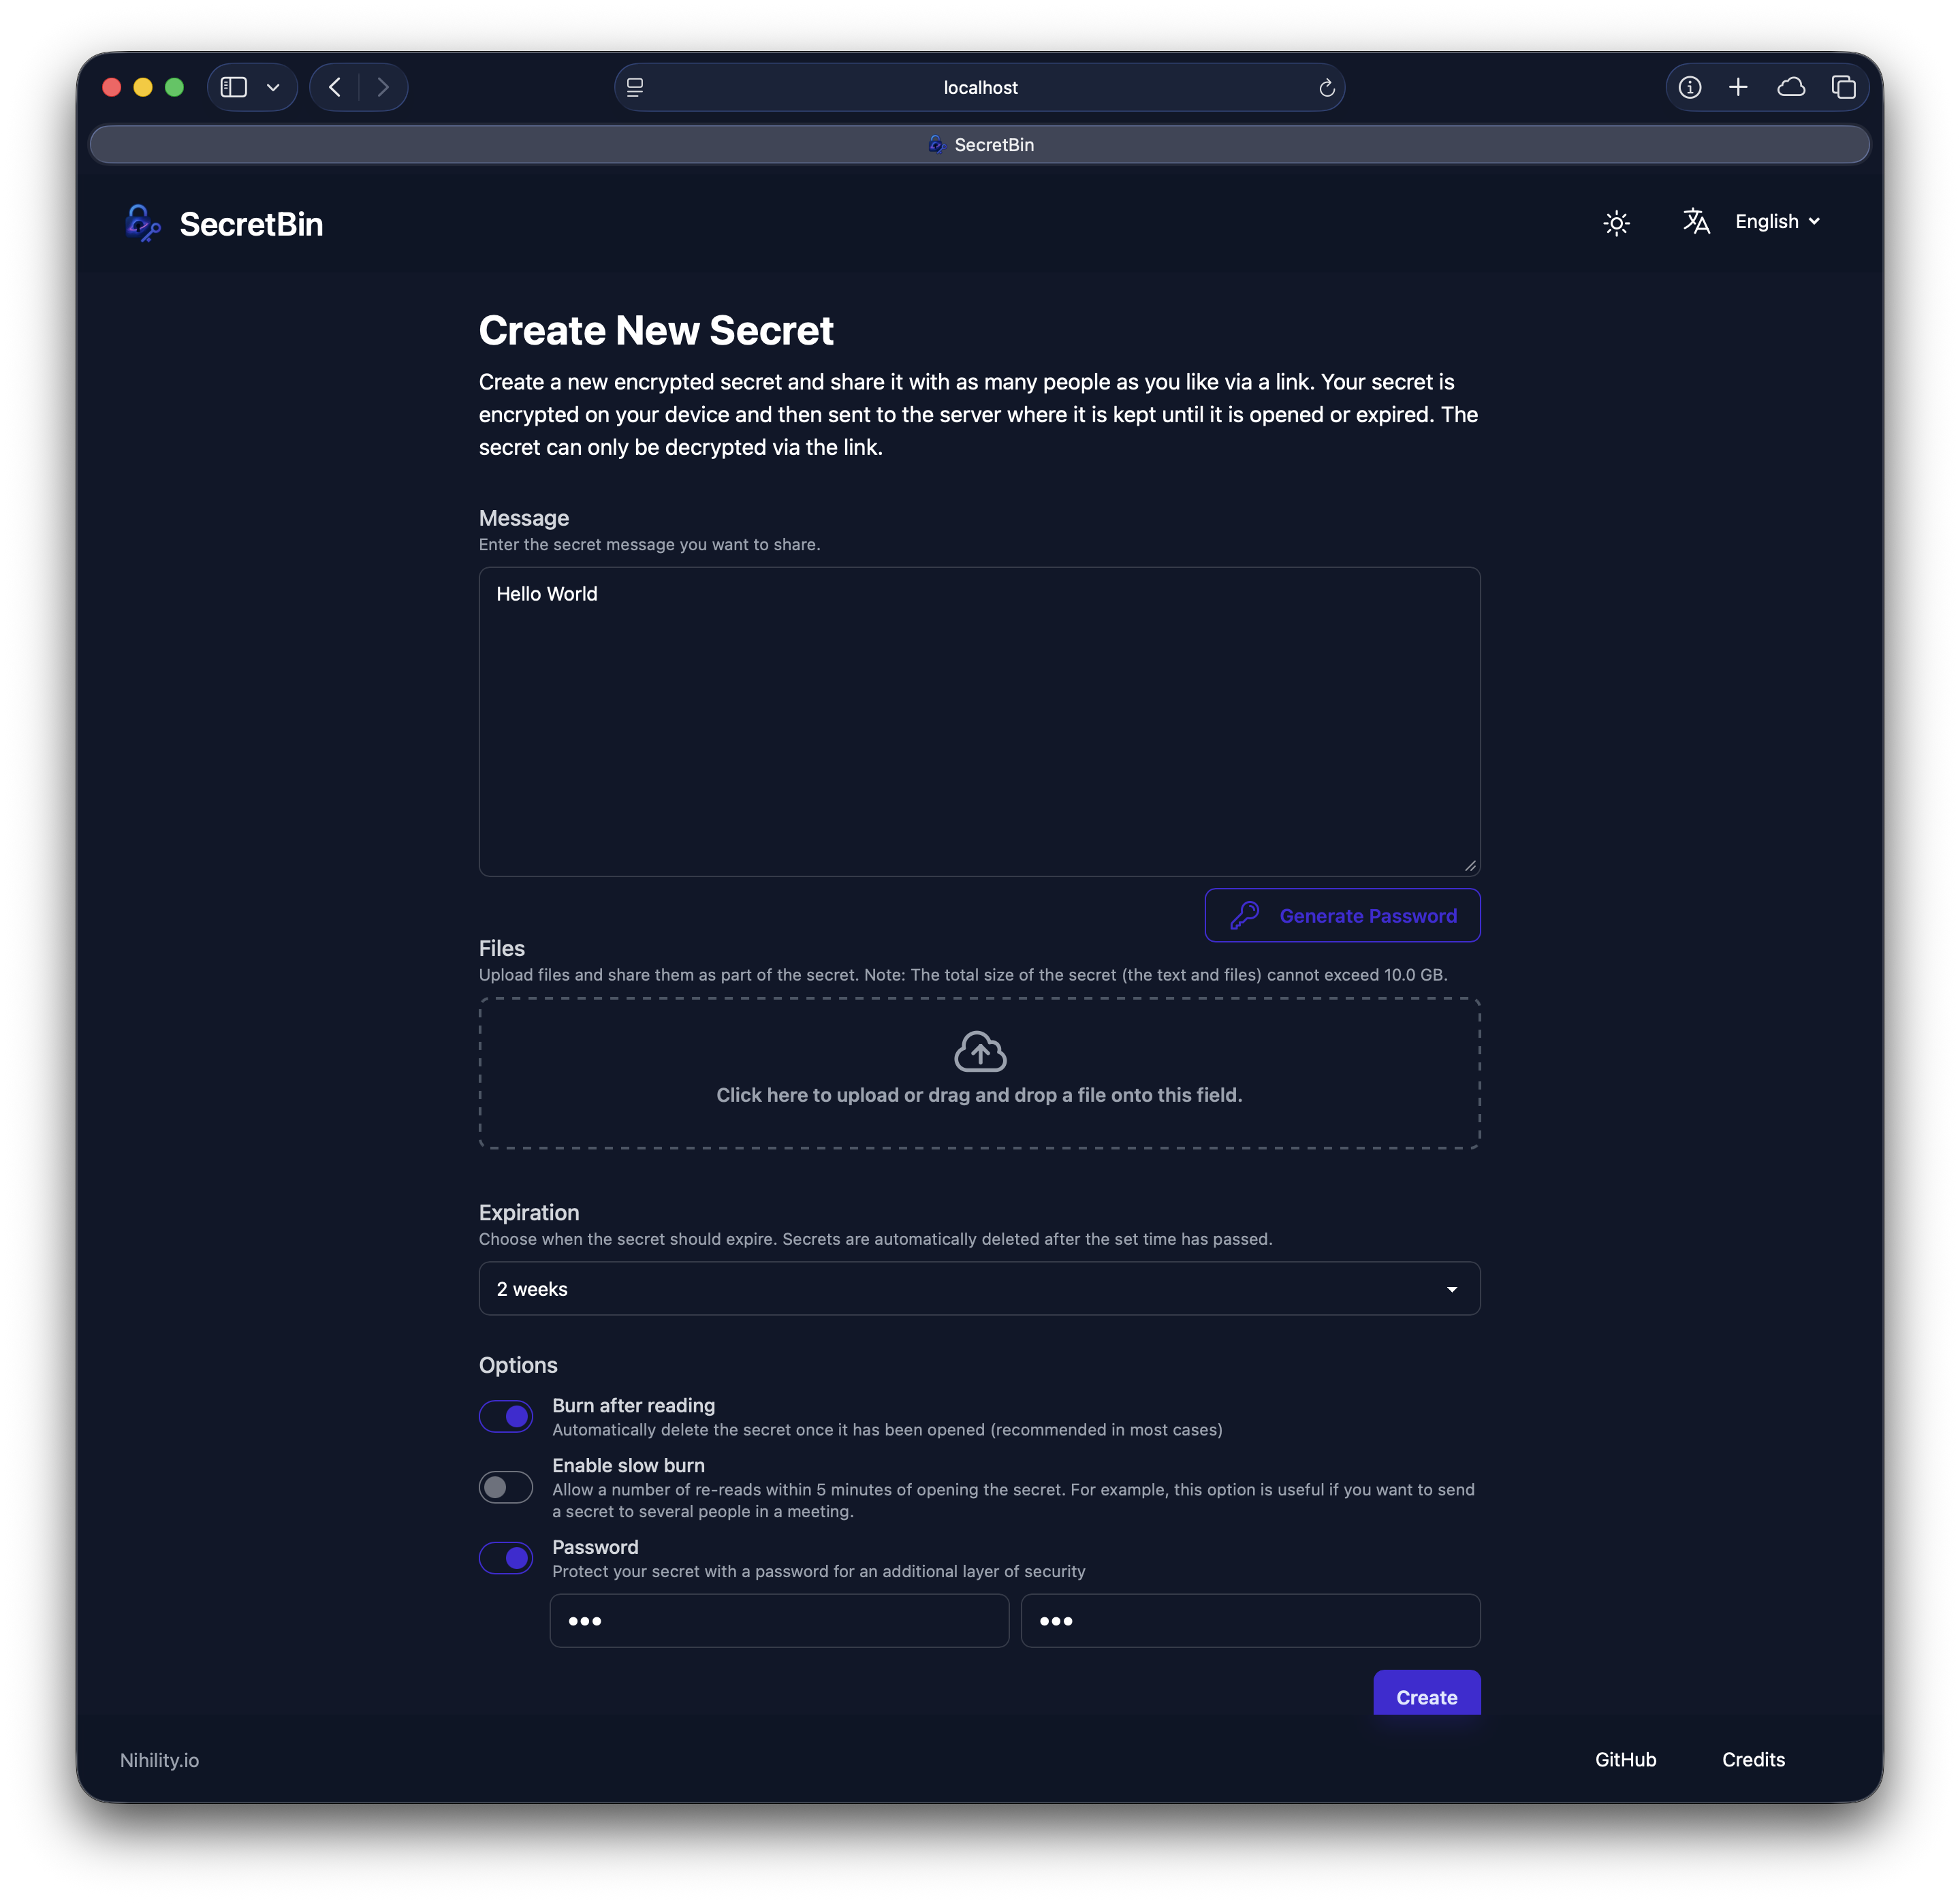 localhost
SecretBin
SecretBin
English
Create New Secret
Create a new encrypted secret and share it with as many people as you like via a link. Your secret is
encrypted on your device and then sent to the server where it is kept until it is opened or expired. The
secret can only be decrypted via the link.
Message
Enter the secret message you want to share.
Hello World
Generate Password
Files
Upload files and share them as part of the secret. Note: The total size of the secret (the text and files) cannot exceed 10.0 GB.
Click here to upload or drag and drop a file onto this field.
Expiration
Choose when the secret should expire. Secrets are automatically deleted after the set time has passed.
2 weeks
Options
Burn after reading
Automatically delete the secret once it has been opened (recommended in most cases)
Enable slow burn
Allow a number of re-reads within 5 minutes of opening the secret. For example, this option is useful if you want to send
a secret to several people in a meeting.
Password
Protect your secret with a password for an additional layer of security
Create
Nihility.io
GitHub
Credits